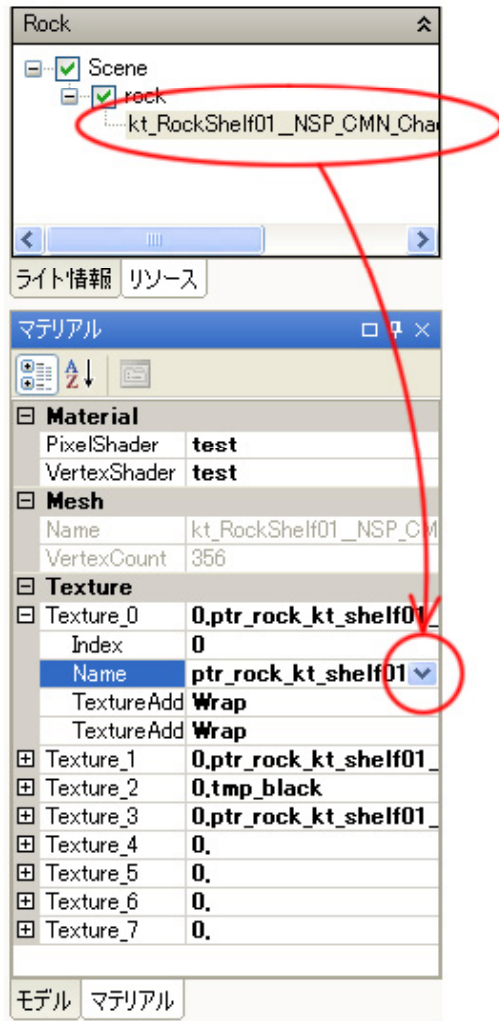 Rock
Scene
rock
kt_RockShelf01__NSP_CMN_Cha
ライト情報 リソース
マテリアル
Material
PixelShader test
VertexShader test
Mesh
Name kt_RockShelf01__NSP_CM
VertexCount 356
Texture
Texture_0 0,ptr_rock_kt_shelf01_
Index 0
Name ptr_rock_kt_shelf01
TextureAdd Wrap
TextureAdd Wrap
Texture_1 0,ptr_rock_kt_shelf01_
Texture_2 0,tmp_black
Texture_3 0,ptr_rock_kt_shelf01_
Texture_4 0,
Texture_5 0,
Texture_6 0,
Texture_7 0,
モデル マテリアル